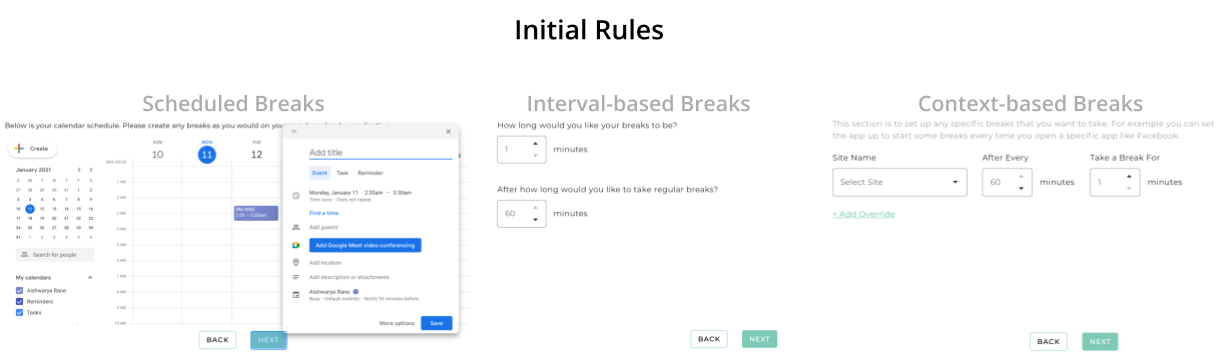 Initial Rules
Scheduled Breaks
Below is your calendar schedule. Please create any breaks as you would on your
Create
January 2021
S M T W T F S
27 28 29 30 31 1 2
3 4 5 6 7 8 9
10 11 12 13 14 15 16
17 18 19 20 21 22 23
24 25 26 27 28 29 30
31 1 2 3 4 5 6
Search for people
My calendars
Aishwarya Rane
Reminders
Tasks
SUN MON TUE
10 11 12
1 AM
2 AM
3 AM
4 AM
5 AM
6 AM
7 AM
8 AM
9 AM
10 AM
(No title)
2:30 – 3:30am
Add title
Event Task Reminder
Monday, January 11 2:30am – 3:30am
Time zone · Does not repeat
Find a time
Add guests
Add Google Meet video conferencing
Add location
Add description or attachments
Aishwarya Rane
Busy · Default visibility · Notify 30 minutes before
More options Save
BACK NEXT
Interval-based Breaks
How long would you like your breaks to be?
1 minutes
After how long would you like to take regular breaks?
60 minutes
BACK NEXT
Context-based Breaks
This section is to set up any specific breaks that you want to take. For example you can set
the app up to start some breaks every time you open a specific app like Facebook.
Site Name After Every Take a Break For
Select Site 60 minutes 1 minutes
+ Add Override
BACK NEXT